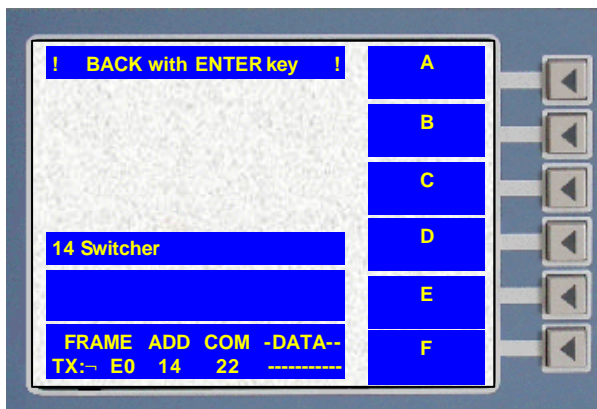 ! BACK with ENTER key !
A
B
C
14 Switcher
D
E
FRAME ADD COM -DATA--
TX:¬ E0 14 22 -----------
F